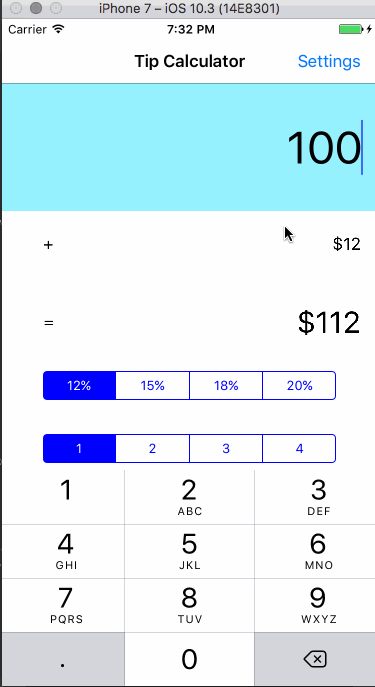 iPhone 7 – iOS 10.3 (14E8301)
Carrier 7:32 PM
Tip Calculator Settings
100
+ $12
= $112
12% 15% 18% 20%
1 2 3 4
1 2 3
ABC DEF
4 5 6
GHI JKL MNO
7 8 9
PQRS TUV WXYZ
. 0